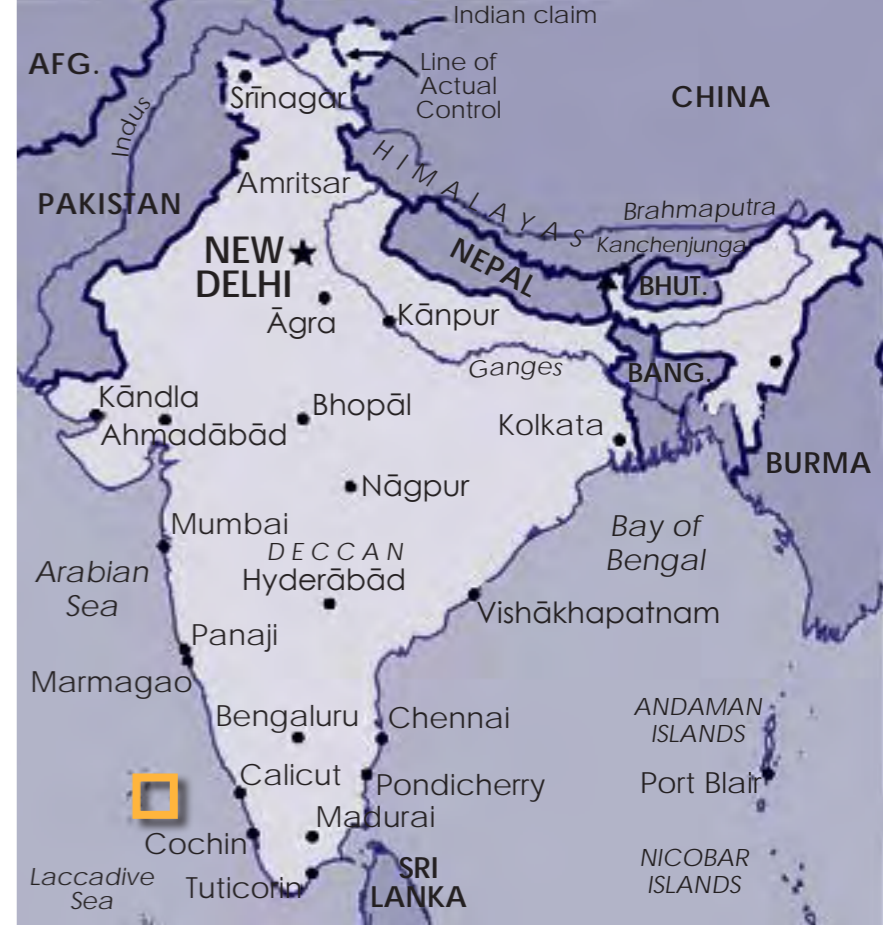 Indian claim
AFG.
Line of
Actual
Control
Srīnagar
CHINA
Indus
HIMALAYAS
Amritsar
PAKISTAN
Brahmaputra
NEW
DELHI
NEPAL
Kanchenjunga
BHUT.
Āgra
Kānpur
Ganges
BANG.
Kāndla
Bhopāl
Ahmadābād
Kolkata
BURMA
Nāgpur
Mumbai
Bay of
Bengal
DECCAN
Arabian
Sea
Hyderābād
Vishākhapatnam
Panaji
Marmagao
ANDAMAN
ISLANDS
Bengaluru
Chennai
Calicut
Pondicherry
Port Blair
Madurai
Cochin
NICOBAR
ISLANDS
Laccadive
Sea
Tuticorin
SRI
LANKA